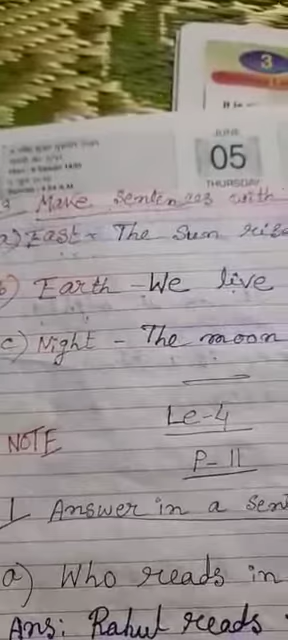 3
JUNE
05
THURSDAY
Make Sentences with
a) East - The Sun rise
b) Earth - We live
c) Night - The moon
Le-4
NOTE
P-11
1 Answer in a sent
a) Who reads in
Ans: Rahul reads